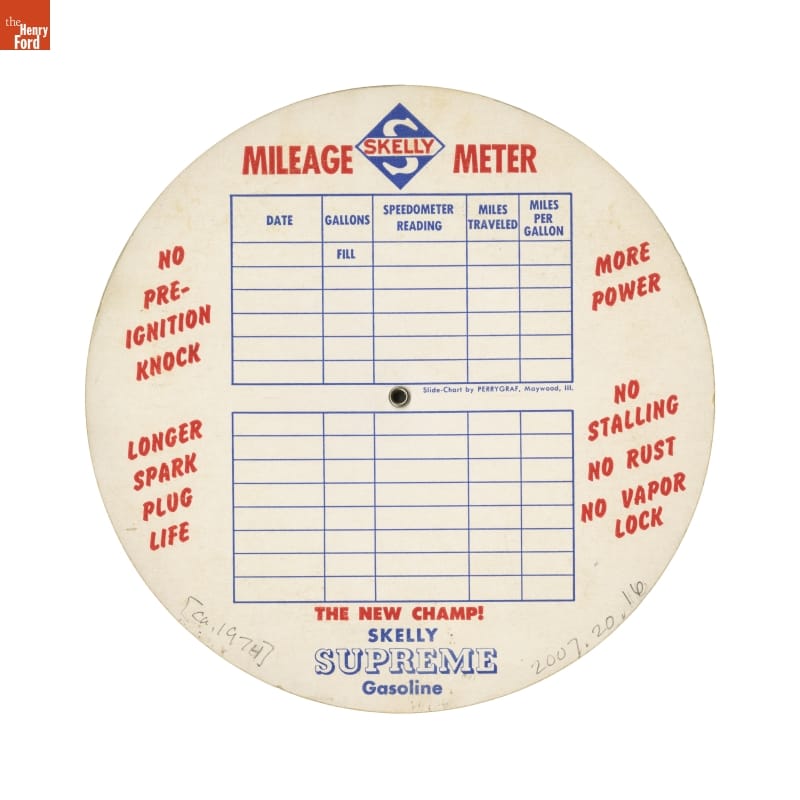 the
Henry
Ford
MILEAGE SKELLY METER
S
DATE GALLONS SPEEDOMETER READING MILES TRAVELED MILES PER GALLON
FILL
NO
PRE-
IGNITION
KNOCK
MORE
POWER
Slide-Chart by PERRYGRAF, Maywood, Ill.
LONGER
SPARK
PLUG
LIFE
NO
STALLING
NO RUST
NO VAPOR
LOCK
THE NEW CHAMP!
SKELLY
SUPREME
Gasoline
[ca. 1974]
2007.20.16